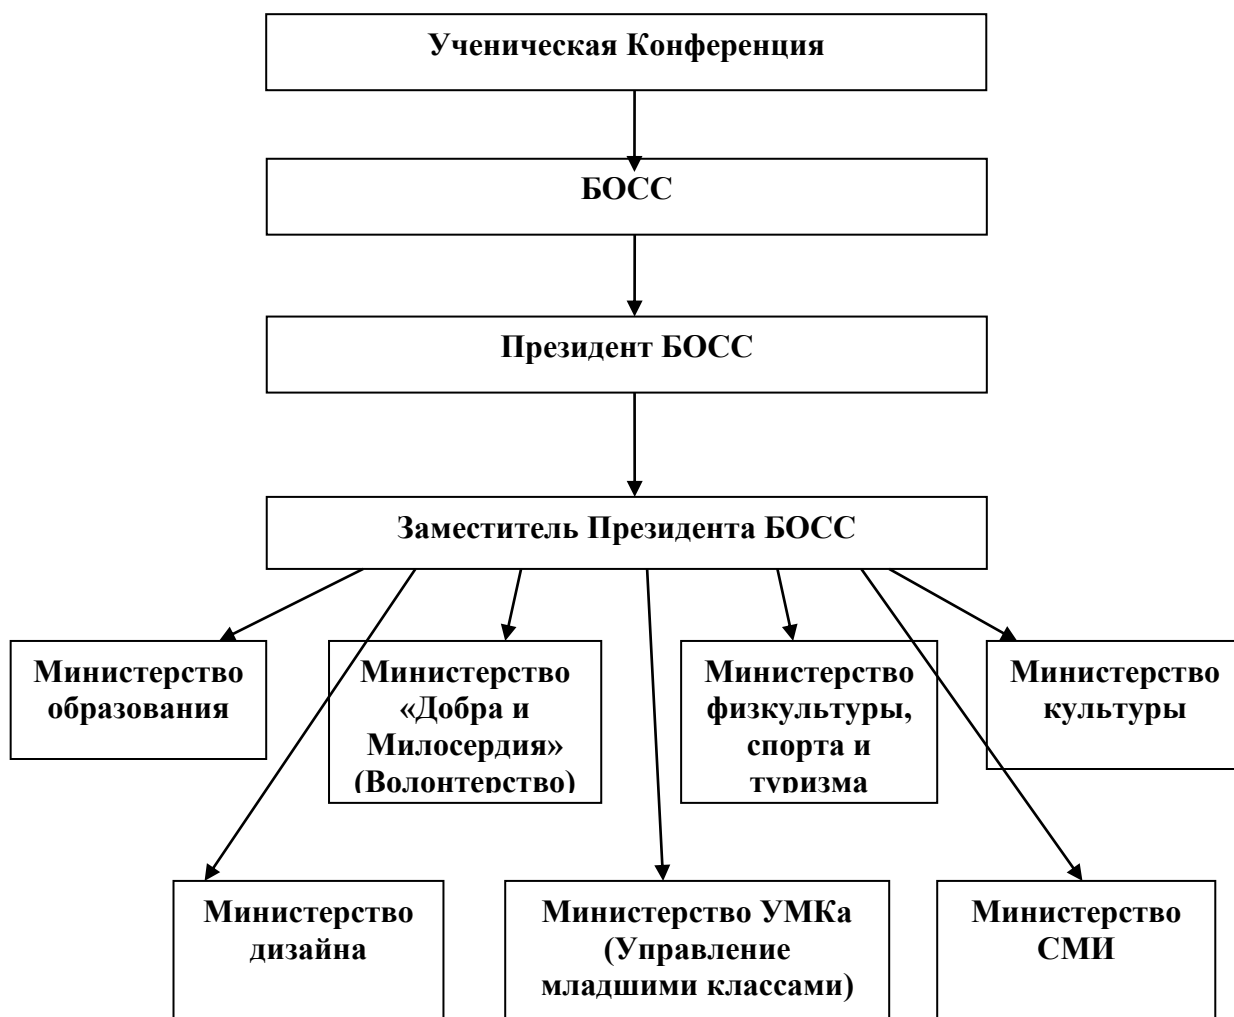 Ученическая Конференция
БОСС
Президент БОСС
Заместитель Президента БОСС
Министерство
образования
Министерство
«Добра и
Милосердия»
(Волонтерство)
Министерство
физкультуры,
спорта и
туризма
Министерство
культуры
Министерство
дизайна
Министерство УМКа
(Управление
младшими классами)
Министерство
СМИ